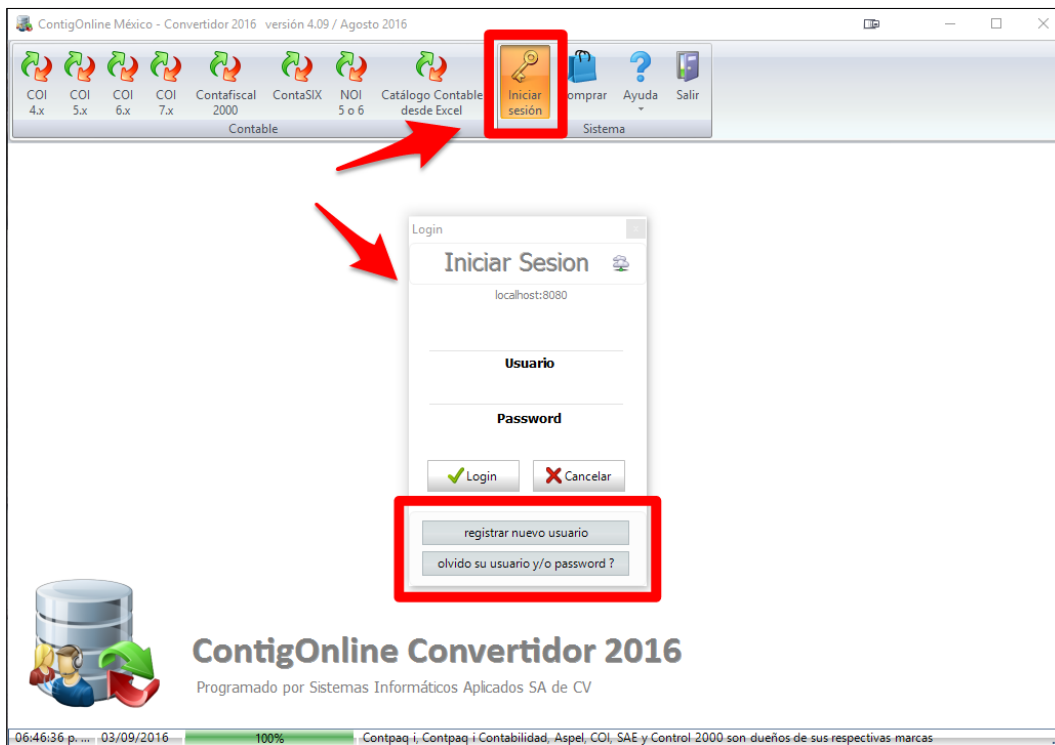 ContigOnline México - Convertidor 2016 versión 4.09 / Agosto 2016
COI 4.x
COI 5.x
COI 6.x
COI 7.x
Contafiscal 2000
ContaSIX
NOI 5 o 6
Catálogo Contable desde Excel
Iniciar sesión
omprar
Ayuda
Salir
Contable
Sistema
Login
Iniciar Sesion
localhost:8080
Usuario
Password
Login
Cancelar
registrar nuevo usuario
olvido su usuario y/o password ?
ContigOnline Convertidor 2016
Programado por Sistemas Informáticos Aplicados SA de CV
06:46:36 p. ... 03/09/2016 100% Contpaq i, Contpaq i Contabilidad, Aspel, COI, SAE y Control 2000 son dueños de sus respectivas marcas